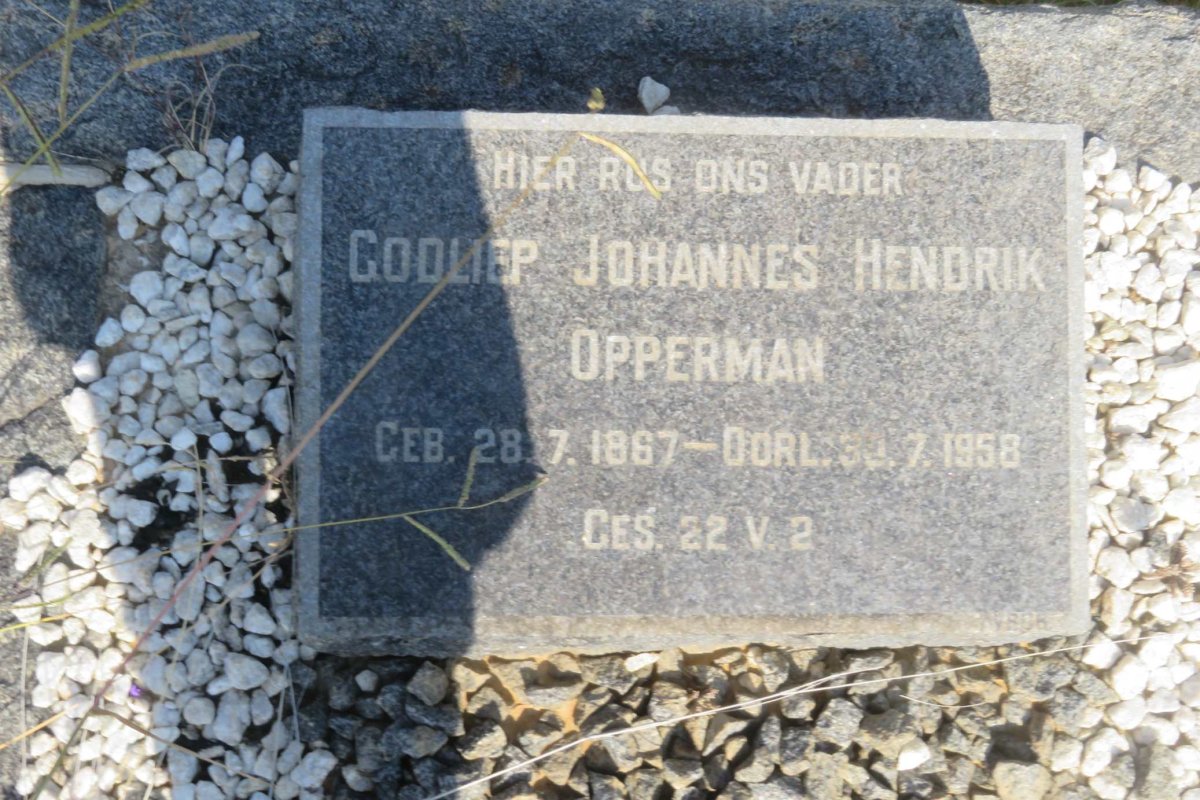 HIER RUS ONS VADER
GODLIEP JOHANNES HENDRIK
OPPERMAN
GEB. 28.7.1867—OORL. 30.7.1958
GES. 22 V. 2